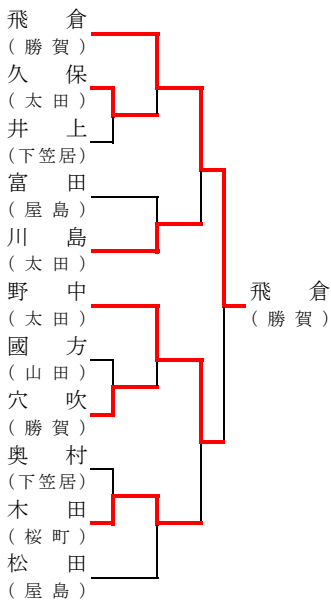 飛倉
(勝賀)
久保
(太田)
井上
(下笠居)
富田
(屋島)
川島
(太田)
野中
(太田)
國方
(山田)
穴吹
(勝賀)
奥村
(下笠居)
木田
(桜町)
松田
(屋島)
飛倉
(勝賀)